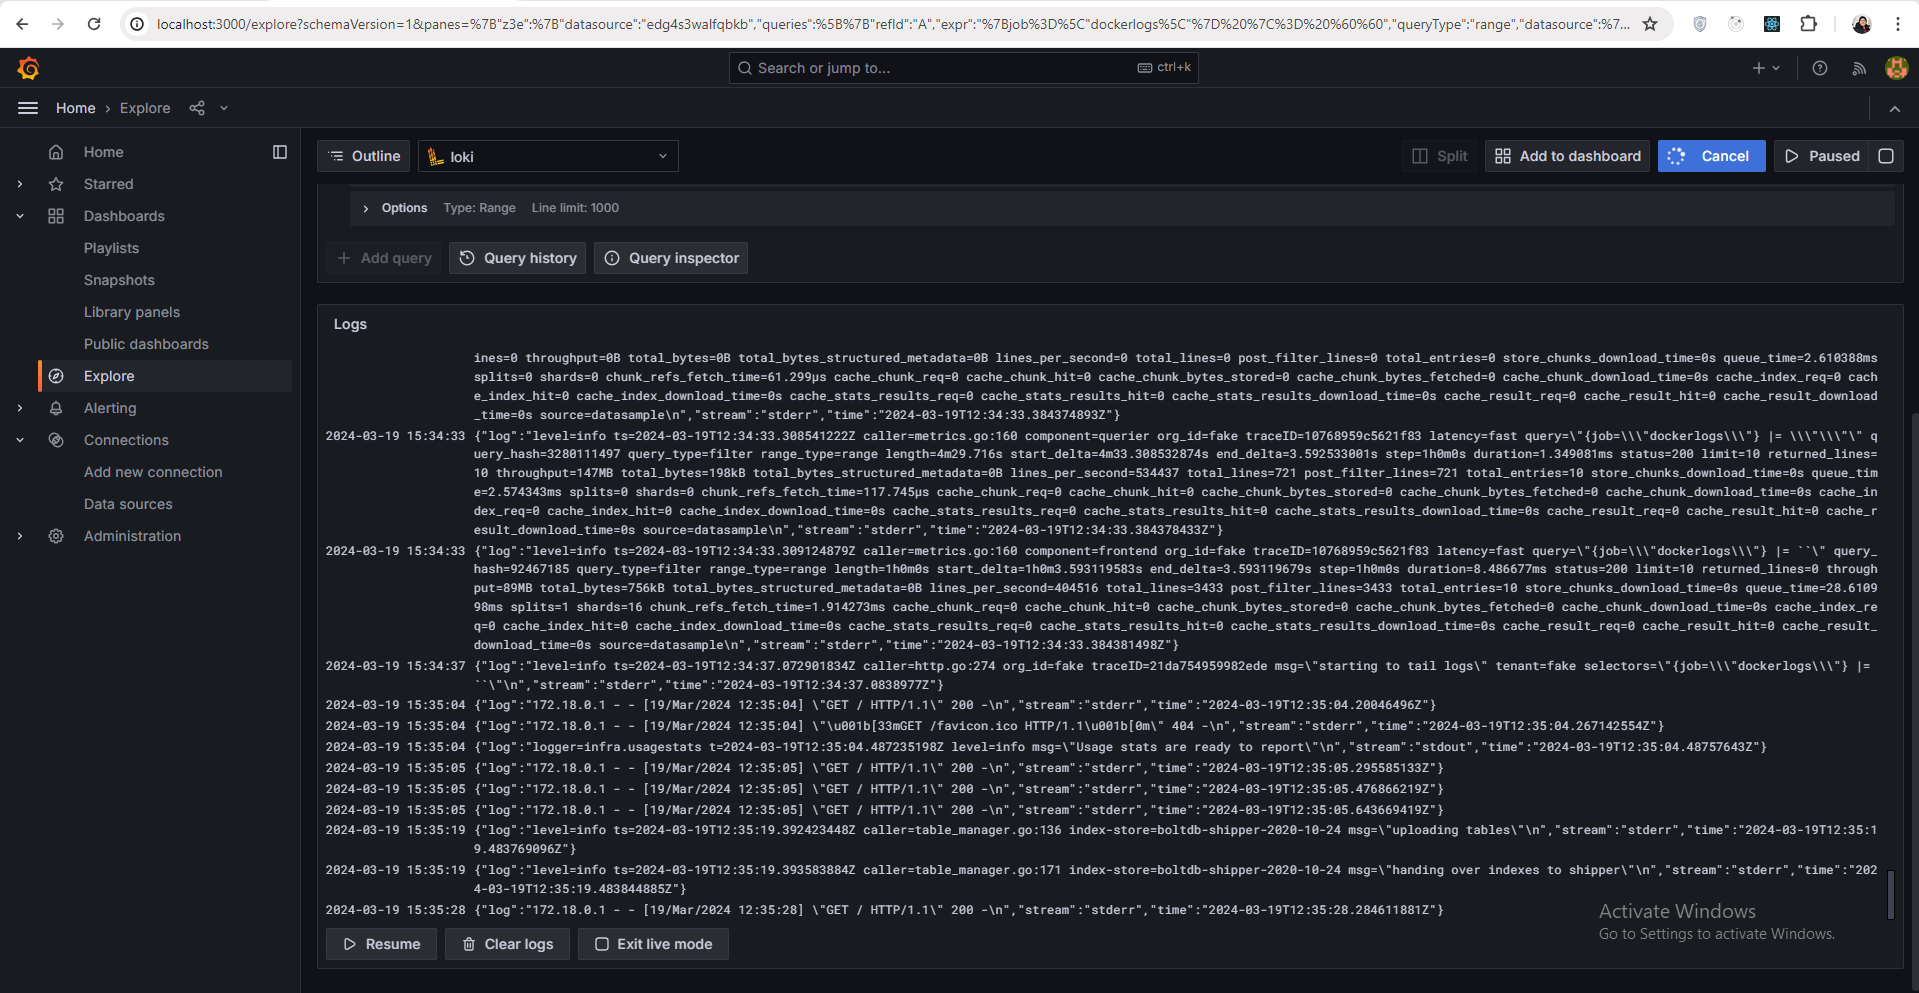 localhost:3000/explore?schemaVersion=1&panes=%7B"z3e":%7B"datasource":"edg4s3walfqbkb","queries":%5B%7B"refId":"A","expr":"%7Bjob%3D%5C"dockerlogs%5C"%7D%20%7C%3D%20%60%60","queryType":"range","datasource":%7...
Search or jump to...
ctrl+k
Home › Explore
Home
Starred
Dashboards
Playlists
Snapshots
Library panels
Public dashboards
Explore
Alerting
Connections
Add new connection
Data sources
Administration
Outline
loki
Split
Add to dashboard
Cancel
Paused
Options Type: Range Line limit: 1000
+ Add query
Query history
Query inspector
Logs
ines=0 throughput=0B total_bytes=0B total_bytes_structured_metadata=0B lines_per_second=0 total_lines=0 post_filter_lines=0 total_entries=0 store_chunks_download_time=0s queue_time=2.610388ms
splits=0 shards=0 chunk_refs_fetch_time=61.299µs cache_chunk_req=0 cache_chunk_hit=0 cache_chunk_bytes_stored=0 cache_chunk_bytes_fetched=0 cache_chunk_download_time=0s cache_index_req=0 cach
e_index_hit=0 cache_index_download_time=0s cache_stats_results_req=0 cache_stats_results_hit=0 cache_stats_results_download_time=0s cache_result_req=0 cache_result_hit=0 cache_result_download
_time=0s source=datasample\n","stream":"stderr","time":"2024-03-19T12:34:33.384374893Z"}
2024-03-19 15:34:33 {"log":"level=info ts=2024-03-19T12:34:33.308541222Z caller=metrics.go:160 component=querier org_id=fake traceID=10768959c5621f83 latency=fast query=\"{job=\\\"dockerlogs\\\"} |= \\\"\\\"\" q
uery_hash=3280111497 query_type=filter range_type=range length=4m29.716s start_delta=4m33.308532874s end_delta=3.592533001s step=1h0m0s duration=1.349081ms status=200 limit=10 returned_lines=
10 throughput=147MB total_bytes=198kB total_bytes_structured_metadata=0B lines_per_second=534437 total_lines=721 post_filter_lines=721 total_entries=10 store_chunks_download_time=0s queue_tim
e=2.574343ms splits=0 shards=0 chunk_refs_fetch_time=117.745µs cache_chunk_req=0 cache_chunk_hit=0 cache_chunk_bytes_stored=0 cache_chunk_bytes_fetched=0 cache_chunk_download_time=0s cache_in
dex_req=0 cache_index_hit=0 cache_index_download_time=0s cache_stats_results_req=0 cache_stats_results_hit=0 cache_stats_results_download_time=0s cache_result_req=0 cache_result_hit=0 cache_r
esult_download_time=0s source=datasample\n","stream":"stderr","time":"2024-03-19T12:34:33.384378433Z"}
2024-03-19 15:34:33 {"log":"level=info ts=2024-03-19T12:34:33.309124879Z caller=metrics.go:160 component=frontend org_id=fake traceID=10768959c5621f83 latency=fast query=\"{job=\\\"dockerlogs\\\"} |= ``\" query_
hash=92467185 query_type=filter range_type=range length=1h0m0s start_delta=1h0m3.593119583s end_delta=3.593119679s step=1h0m0s duration=8.486677ms status=200 limit=10 returned_lines=0 through
put=89MB total_bytes=756kB total_bytes_structured_metadata=0B lines_per_second=404516 total_lines=3433 post_filter_lines=3433 total_entries=10 store_chunks_download_time=0s queue_time=28.6109
98ms splits=1 shards=16 chunk_refs_fetch_time=1.914273ms cache_chunk_req=0 cache_chunk_hit=0 cache_chunk_bytes_stored=0 cache_chunk_bytes_fetched=0 cache_chunk_download_time=0s cache_index_re
q=0 cache_index_hit=0 cache_index_download_time=0s cache_stats_results_req=0 cache_stats_results_hit=0 cache_stats_results_download_time=0s cache_result_req=0 cache_result_hit=0 cache_result_
download_time=0s source=datasample\n","stream":"stderr","time":"2024-03-19T12:34:33.384381498Z"}
2024-03-19 15:34:37 {"log":"level=info ts=2024-03-19T12:34:37.072901834Z caller=http.go:274 org_id=fake traceID=21da754959982ede msg=\"starting to tail logs\" tenant=fake selectors=\"{job=\\\"dockerlogs\\\"} |=
``\"\n","stream":"stderr","time":"2024-03-19T12:34:37.0838977Z"}
2024-03-19 15:35:04 {"log":"172.18.0.1 - - [19/Mar/2024 12:35:04] \"GET / HTTP/1.1\" 200 -\n","stream":"stderr","time":"2024-03-19T12:35:04.20046496Z"}
2024-03-19 15:35:04 {"log":"172.18.0.1 - - [19/Mar/2024 12:35:04] \"\u001b[33mGET /favicon.ico HTTP/1.1\u001b[0m\" 404 -\n","stream":"stderr","time":"2024-03-19T12:35:04.267142554Z"}
2024-03-19 15:35:04 {"log":"logger=infra.usagestats t=2024-03-19T12:35:04.487235198Z level=info msg=\"Usage stats are ready to report\"\n","stream":"stdout","time":"2024-03-19T12:35:04.48757643Z"}
2024-03-19 15:35:05 {"log":"172.18.0.1 - - [19/Mar/2024 12:35:05] \"GET / HTTP/1.1\" 200 -\n","stream":"stderr","time":"2024-03-19T12:35:05.295585133Z"}
2024-03-19 15:35:05 {"log":"172.18.0.1 - - [19/Mar/2024 12:35:05] \"GET / HTTP/1.1\" 200 -\n","stream":"stderr","time":"2024-03-19T12:35:05.476866219Z"}
2024-03-19 15:35:05 {"log":"172.18.0.1 - - [19/Mar/2024 12:35:05] \"GET / HTTP/1.1\" 200 -\n","stream":"stderr","time":"2024-03-19T12:35:05.643669419Z"}
2024-03-19 15:35:19 {"log":"level=info ts=2024-03-19T12:35:19.392423448Z caller=table_manager.go:136 index-store=boltdb-shipper-2020-10-24 msg=\"uploading tables\"\n","stream":"stderr","time":"2024-03-19T12:35:1
9.483769096Z"}
2024-03-19 15:35:19 {"log":"level=info ts=2024-03-19T12:35:19.393583884Z caller=table_manager.go:171 index-store=boltdb-shipper-2020-10-24 msg=\"handing over indexes to shipper\"\n","stream":"stderr","time":"202
4-03-19T12:35:19.483844885Z"}
2024-03-19 15:35:28 {"log":"172.18.0.1 - - [19/Mar/2024 12:35:28] \"GET / HTTP/1.1\" 200 -\n","stream":"stderr","time":"2024-03-19T12:35:28.284611881Z"}
Activate Windows
Go to Settings to activate Windows.
Resume
Clear logs
Exit live mode